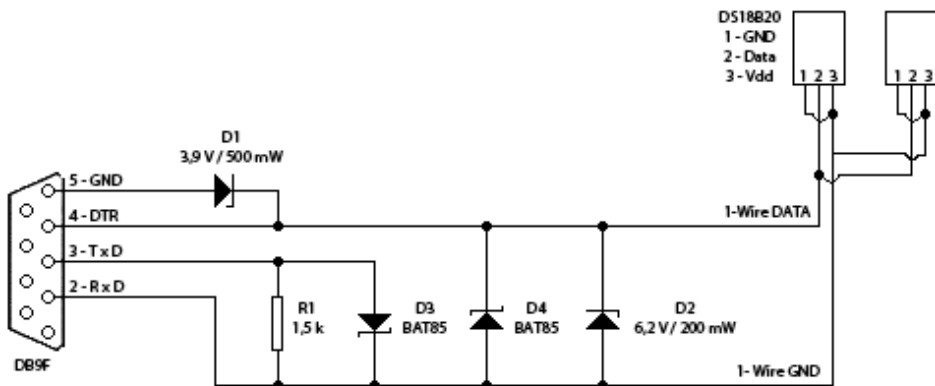 DS18B20
1 - GND
2 - Data
3 - Vdd
1 2 3
1 2 3
D1
3,9 V / 500 mW
5 - GND
4 - DTR
1-Wire DATA
3 - TxD
2 - RxD
R1
1,5 k
D3
BAT85
D4
BAT85
D2
6,2 V / 200 mW
DB9F
1- Wire GND